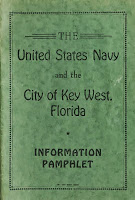 THE
United States Navy
and the
City of Key West,
Florida
INFORMATION
PAMPHLET